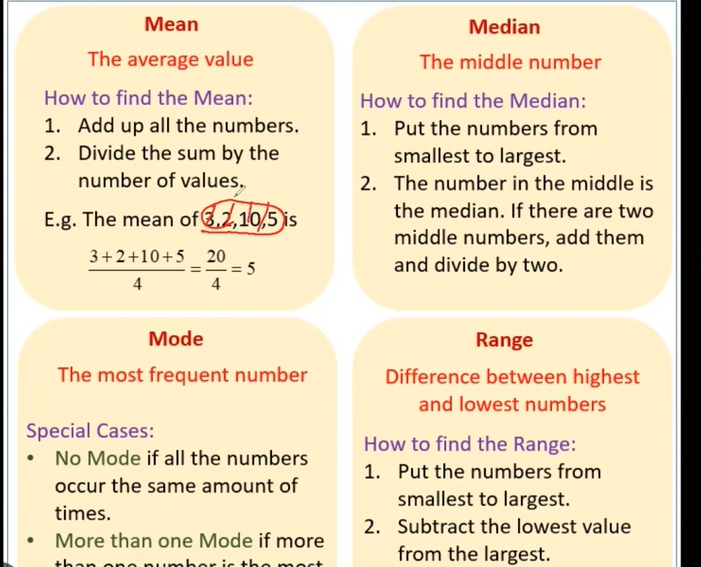 Mean
The average value
How to find the Mean:
1. Add up all the numbers.
2. Divide the sum by the
number of values.
E.g. The mean of 3,2,10,5 is
3+2+10+5/4 = 20/4 = 5
Median
The middle number
How to find the Median:
1. Put the numbers from
smallest to largest.
2. The number in the middle is
the median. If there are two
middle numbers, add them
and divide by two.
Mode
The most frequent number
Special Cases:
• No Mode if all the numbers
occur the same amount of
times.
• More than one Mode if more
than one number is the most
Range
Difference between highest
and lowest numbers
How to find the Range:
1. Put the numbers from
smallest to largest.
2. Subtract the lowest value
from the largest.